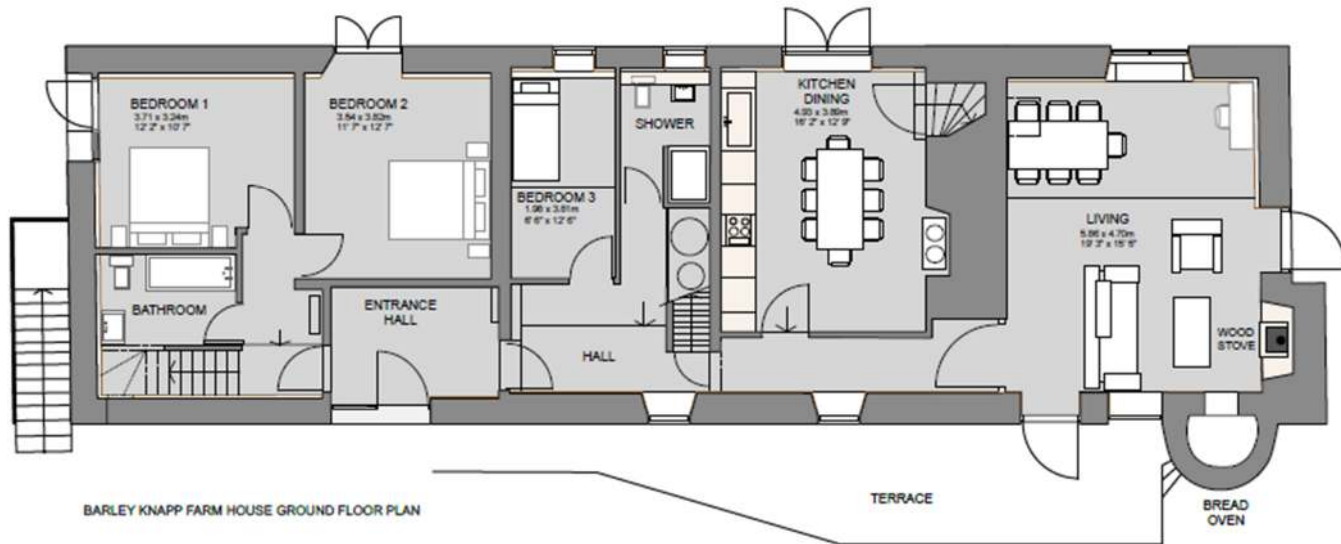 BEDROOM 1
3.71 x 3.24m
12' 2" x 10' 7"
BEDROOM 2
3.54 x 3.82m
11' 7" x 12' 7"
SHOWER
KITCHEN
DINING
4.93 x 3.89m
16' 2" x 12' 9"
BEDROOM 3
1.98 x 3.81m
6' 6" x 12' 6"
LIVING
5.86 x 4.70m
19' 3" x 15' 5"
BATHROOM
ENTRANCE
HALL
HALL
WOOD
STOVE
TERRACE
BREAD
OVEN
BARLEY KNAPP FARM HOUSE GROUND FLOOR PLAN